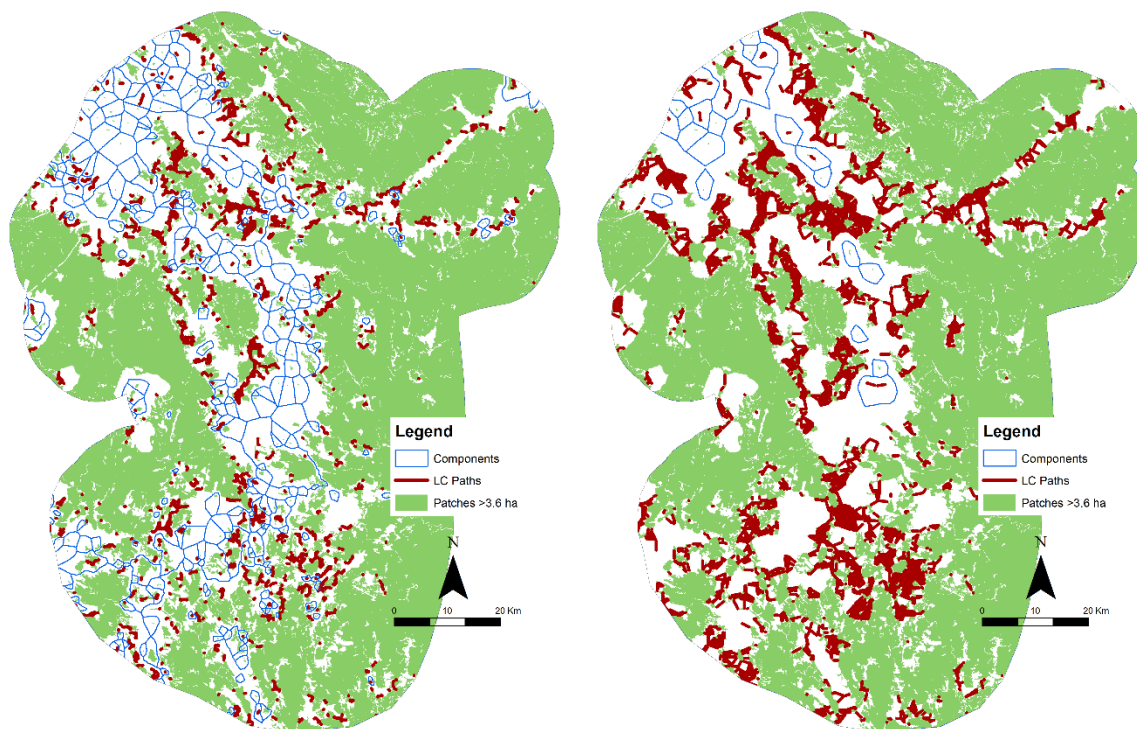 Legend
Components
LC Paths
Patches >3.6 ha
N
0 10 20 Km
Legend
Components
LC Paths
Patches >3.6 ha
N
0 10 20 Km